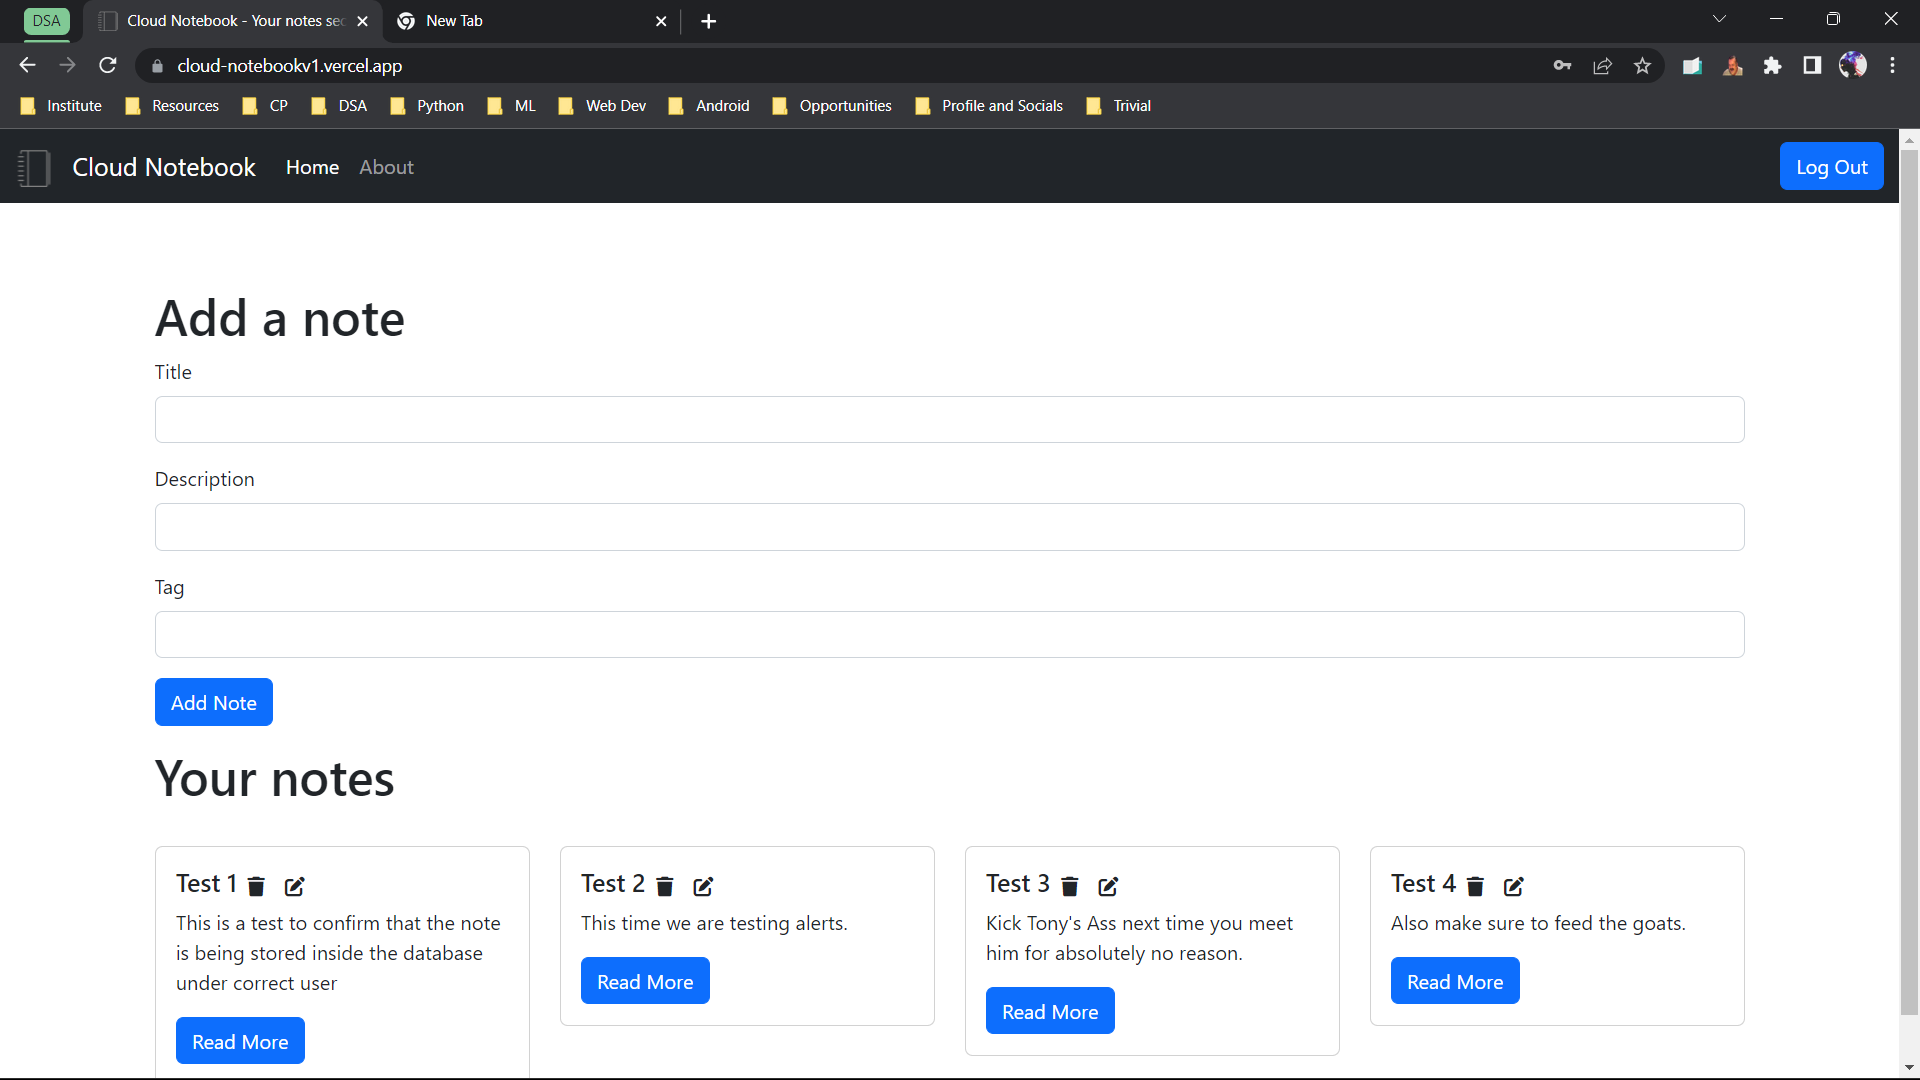 DSA
Cloud Notebook - Your notes sec
New Tab
cloud-notebookv1.vercel.app
Institute
Resources
CP
DSA
Python
ML
Web Dev
Android
Opportunities
Profile and Socials
Trivial
Cloud Notebook
Home
About
Log Out
Add a note
Title
Description
Tag
Add Note
Your notes
Test 1
This is a test to confirm that the note
is being stored inside the database
under correct user
Read More
Test 2
This time we are testing alerts.
Read More
Test 3
Kick Tony's Ass next time you meet
him for absolutely no reason.
Read More
Test 4
Also make sure to feed the goats.
Read More